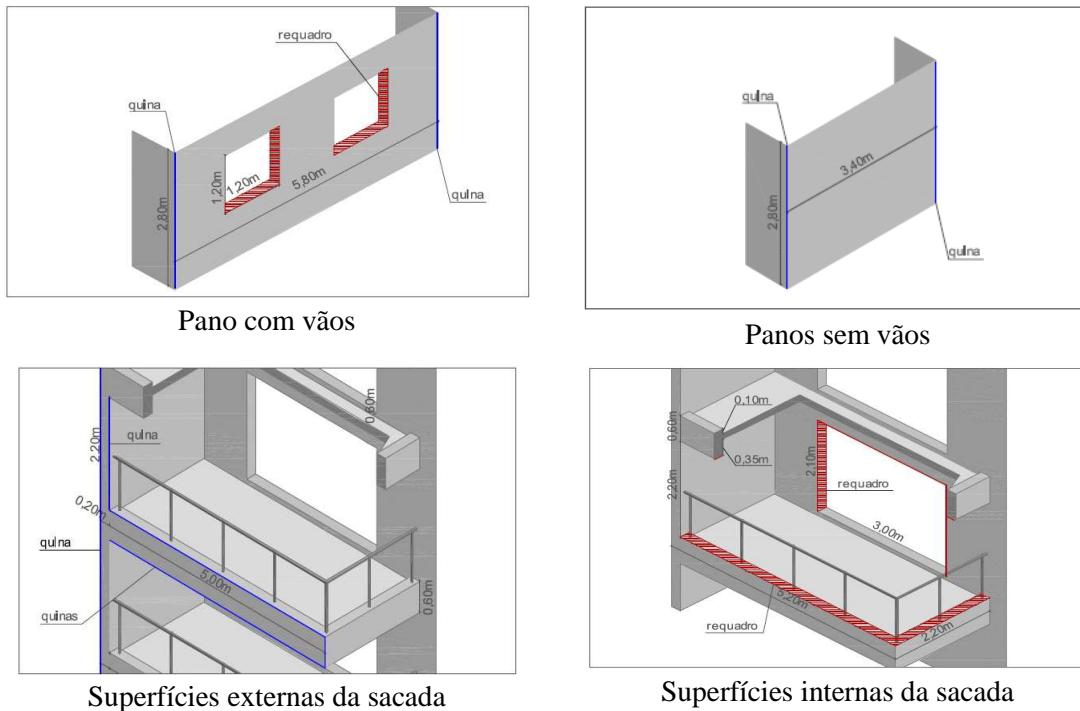 requadro
quina
1,20m
1,20m
5,80m
2,80m
quina
Pano com vãos
quina
3,40m
2,80m
quina
Panos sem vãos
0,60m
quina
2,20m
0,20m
quina
5,00m
quinas
0,60m
Superfícies externas da sacada
0,10m
0,60m
0,35m
2,10m
2,20m
requadro
3,00m
5,20m
requadro
2,20m
Superfícies internas da sacada